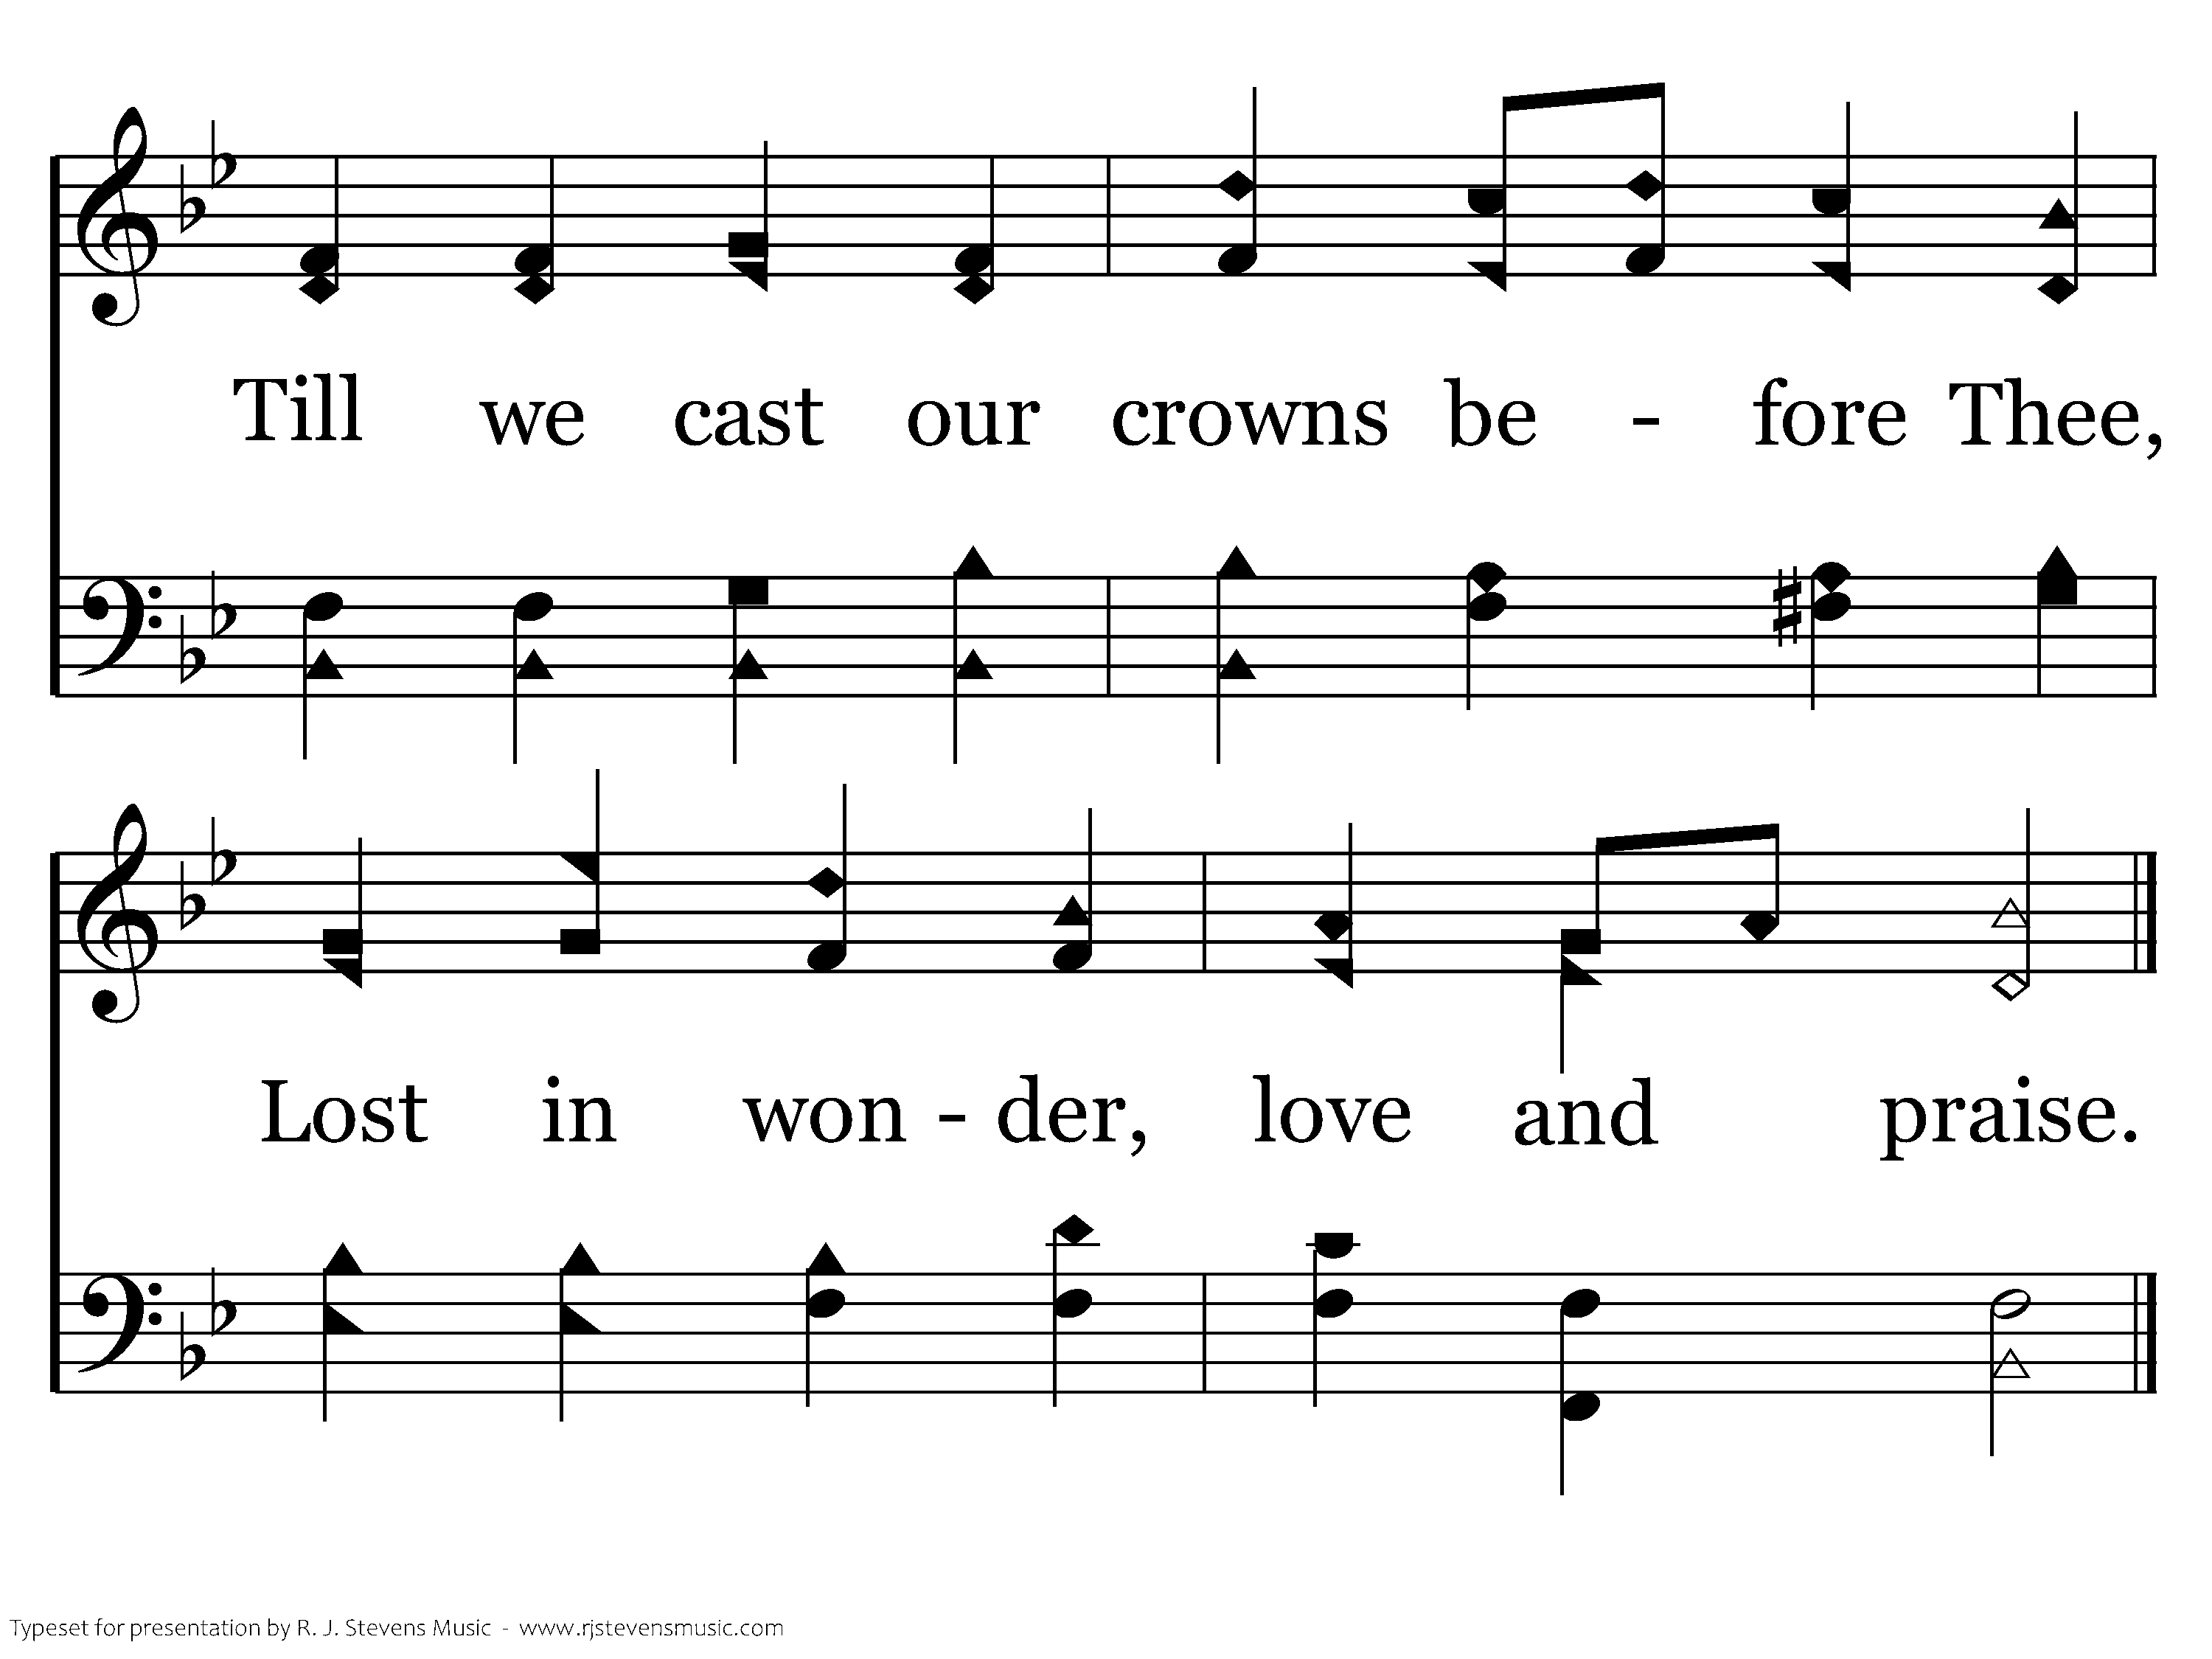 Till we cast our crowns be - fore Thee,
Lost in won - der, love and praise.
Typeset for presentation by R. J. Stevens Music - www.rjstevensmusic.com